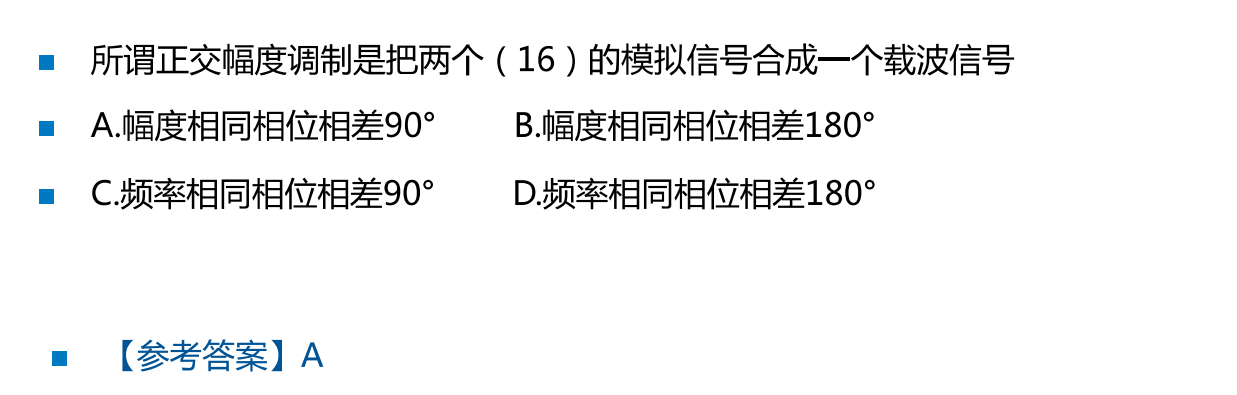 所谓正交幅度调制是把两个（16）的模拟信号合成一个载波信号
A.幅度相同相位相差90° B.幅度相同相位相差180°
C.频率相同相位相差90° D.频率相同相位相差180°
【参考答案】A